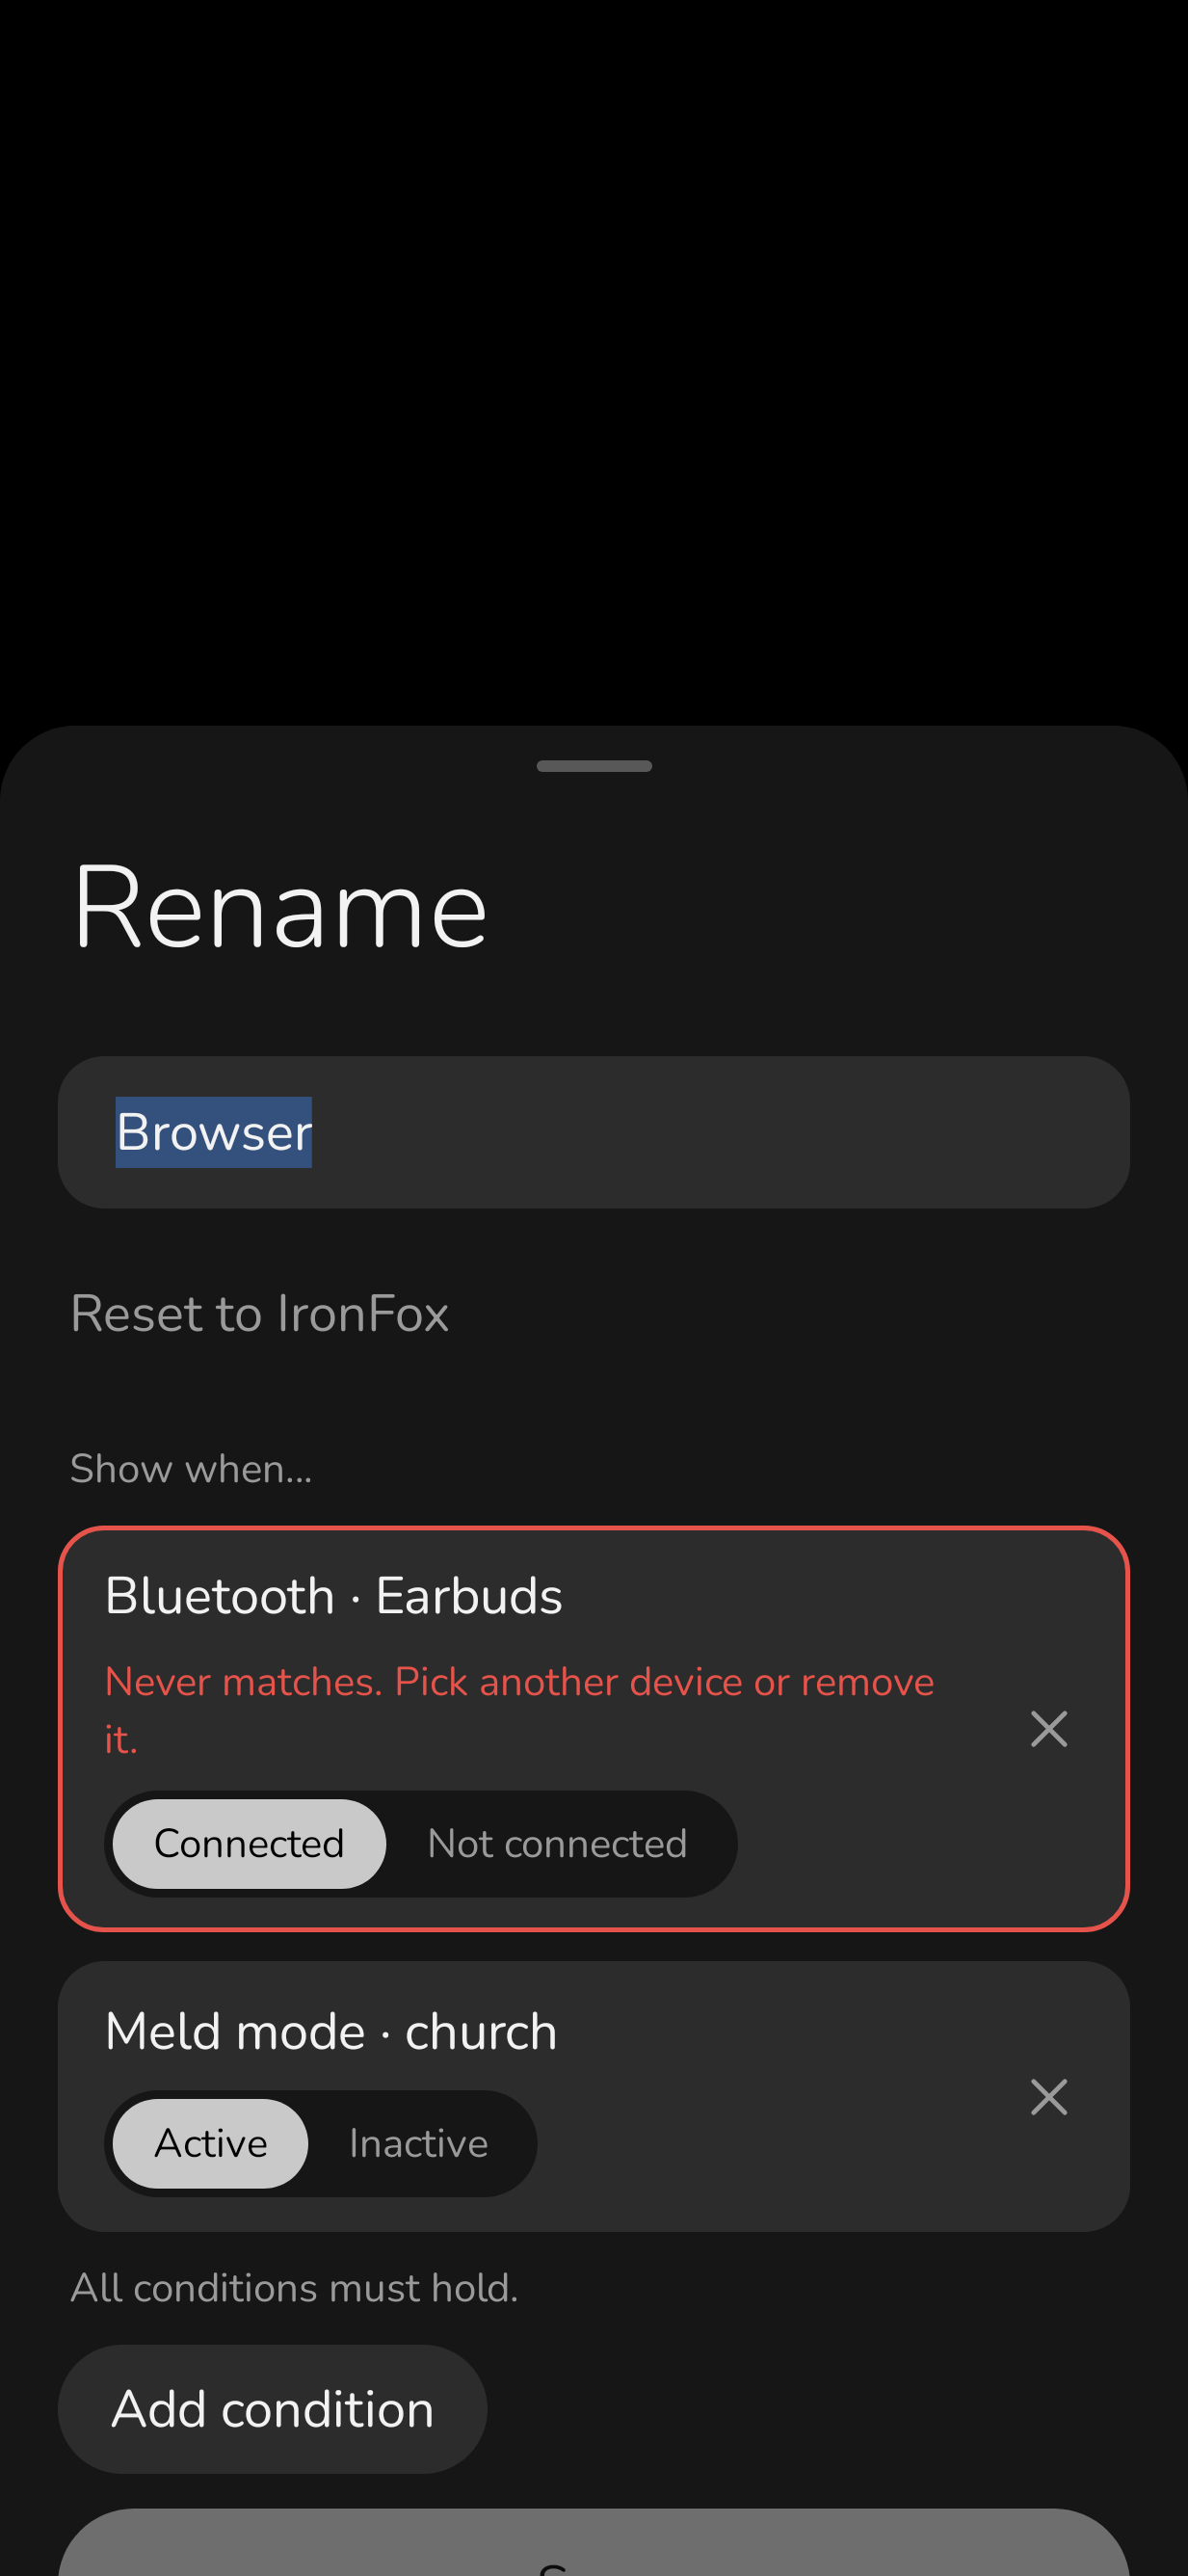 Rename
Browser
Reset to IronFox
Show when...
Bluetooth · Earbuds
Never matches. Pick another device or remove
it.
Connected Not connected
Meld mode · church
Active Inactive
All conditions must hold.
Add condition